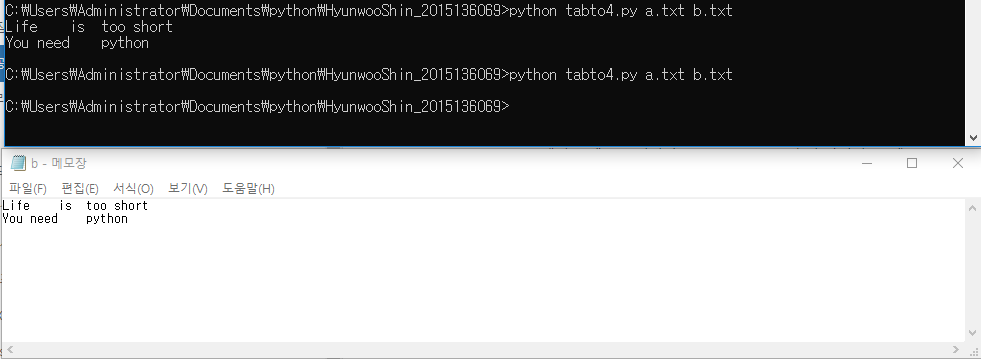 C:₩Users₩Administrator₩Documents₩python₩HyunwooShin_2015136069>python tabto4.py a.txt b.txt
Life    is  too short
You need    python
C:₩Users₩Administrator₩Documents₩python₩HyunwooShin_2015136069>python tabto4.py a.txt b.txt
C:₩Users₩Administrator₩Documents₩python₩HyunwooShin_2015136069>
b - 메모장
파일(F) 편집(E) 서식(O) 보기(V) 도움말(H)
Life    is  too short
You need    python